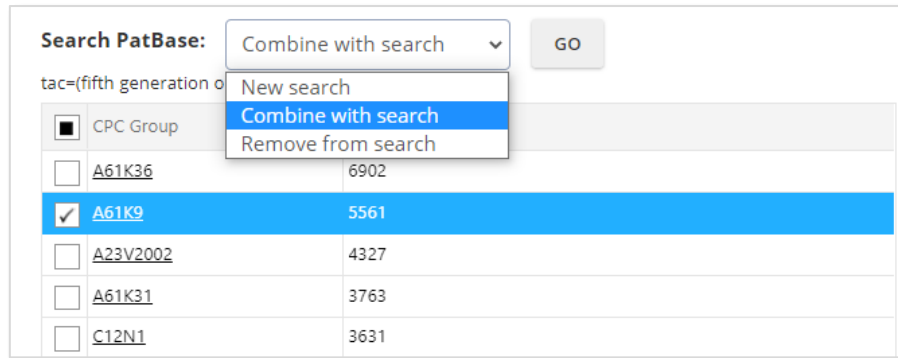 Search PatBase: Combine with search GO
tac=(fifth generation o
New search
Combine with search
Remove from search
CPC Group
A61K36 6902
A61K9 5561
A23V2002 4327
A61K31 3763
C12N1 3631